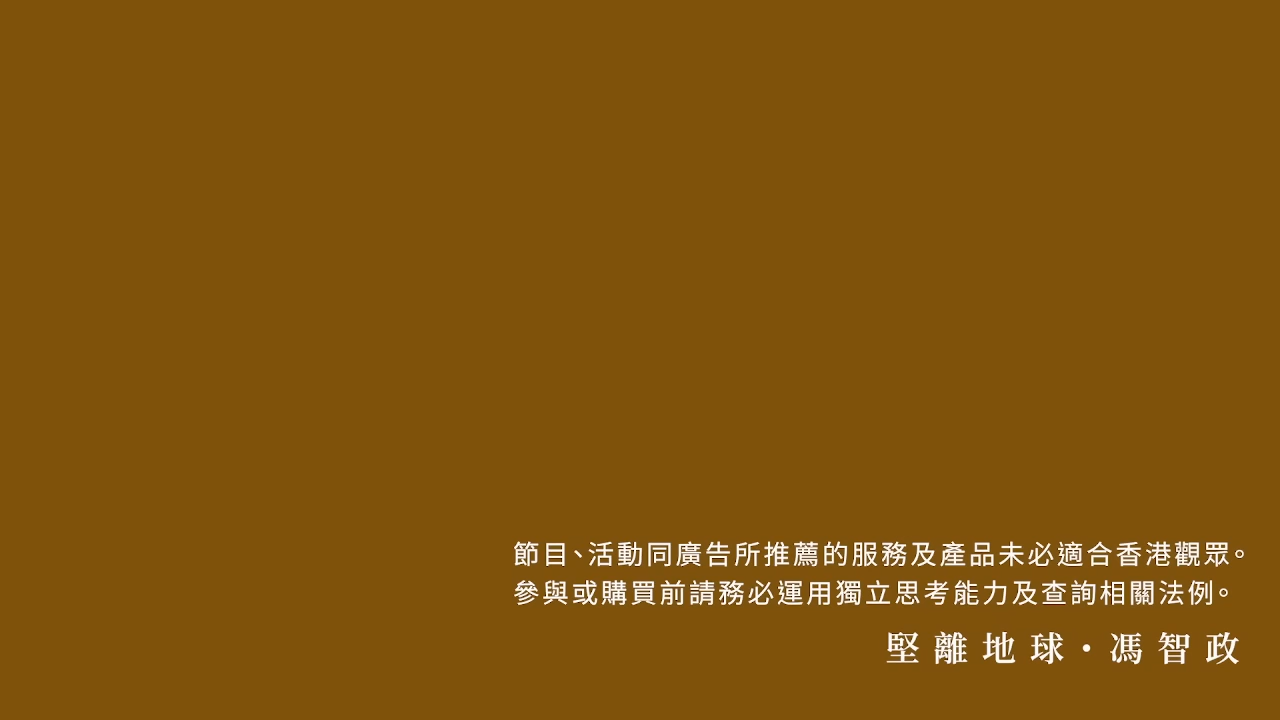 節目、活動同廣告所推薦的服務及產品未必適合香港觀眾。
參與或購買前請務必運用獨立思考能力及查詢相關法例。
堅離地球・馮智政